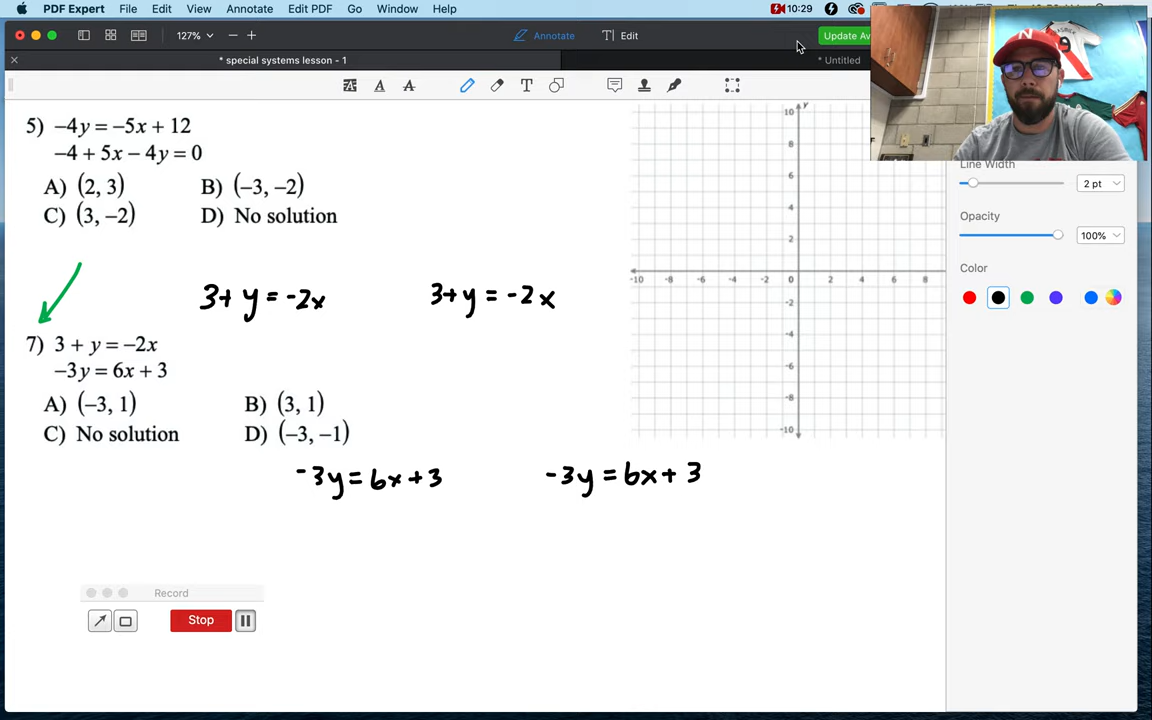 PDF Expert File Edit View Annotate Edit PDF Go Window Help 10:29
127% Annotate Edit Update Av
* special systems lesson - 1 * Untitled
5) –4y = –5x + 12
–4 + 5x – 4y = 0
A) (2, 3) B) (–3, –2)
C) (3, –2) D) No solution
3+ y = -2x 3+y = -2x
7) 3 + y = –2x
–3y = 6x + 3
A) (–3, 1) B) (3, 1)
C) No solution D) (–3, –1)
-3y = 6x + 3 -3y = 6x + 3
10 y
8
6
4
2
-10 -8 -6 -4 -2 0 2 4 6 8
-2
-4
-6
-8
-10
Line Width
2 pt
Opacity
100%
Color
Record
Stop
N
9